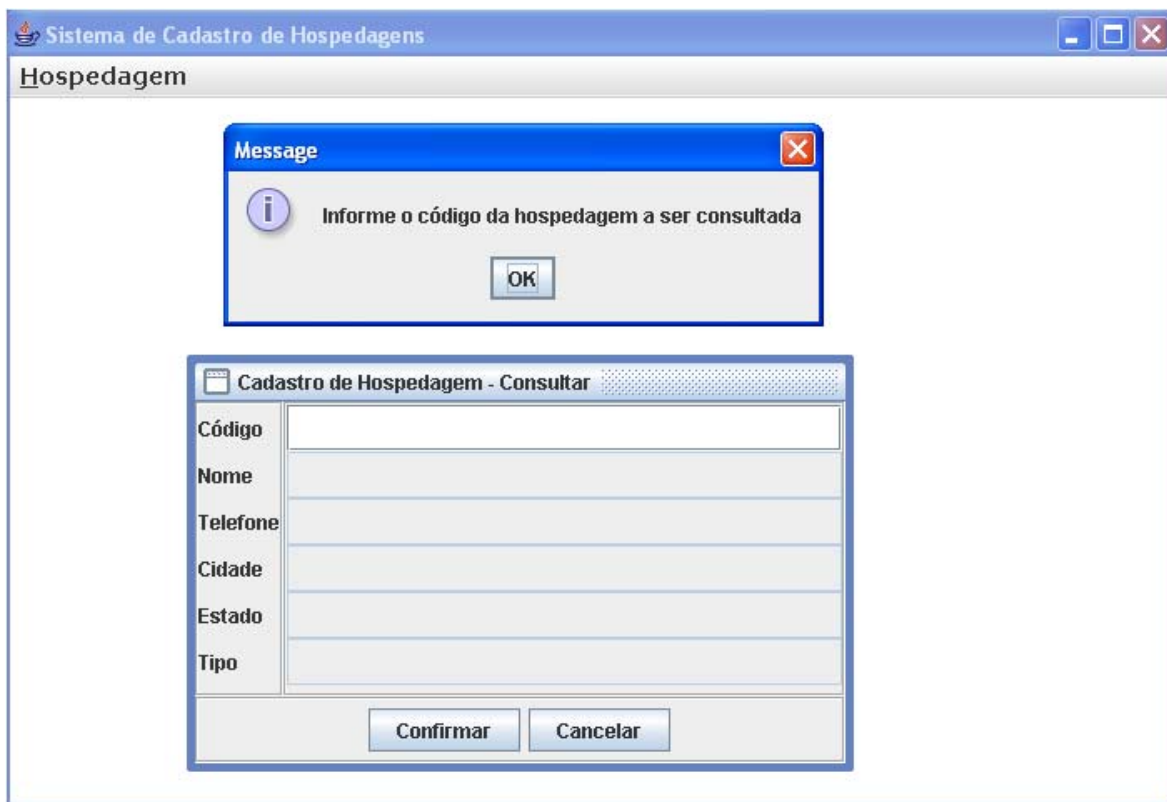 Sistema de Cadastro de Hospedagens
Hospedagem
Message
i
Informe o código da hospedagem a ser consultada
OK
Cadastro de Hospedagem - Consultar
Código
Nome
Telefone
Cidade
Estado
Tipo
Confirmar Cancelar